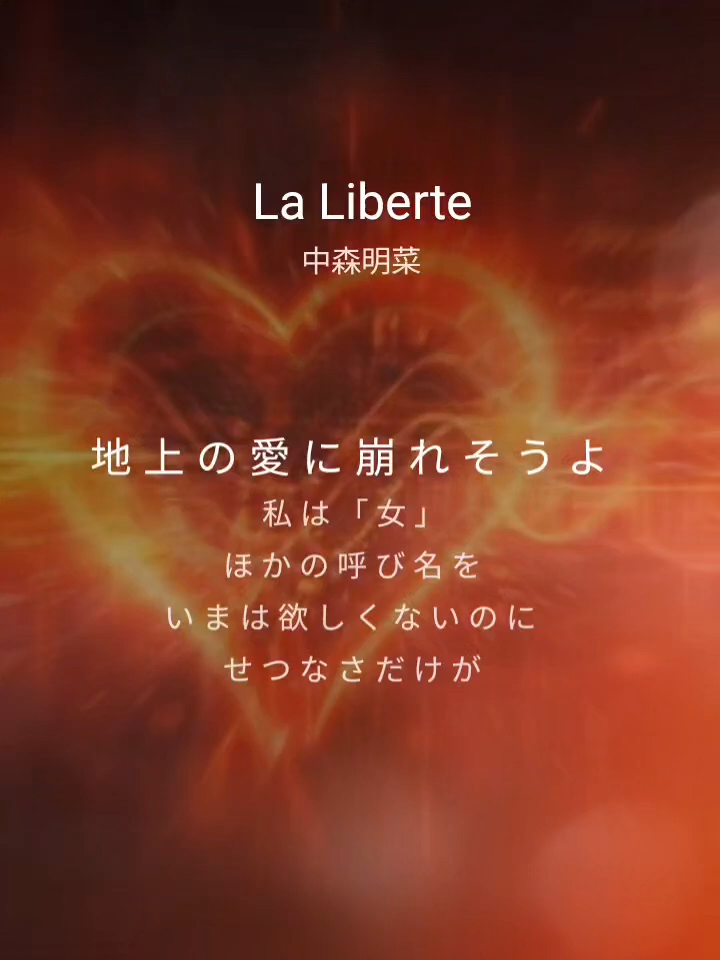 La Liberte
中森明菜
地上の愛に崩れそうよ
私は「女」
ほかの呼び名を
いまは欲しくないのに
せつなさだけが